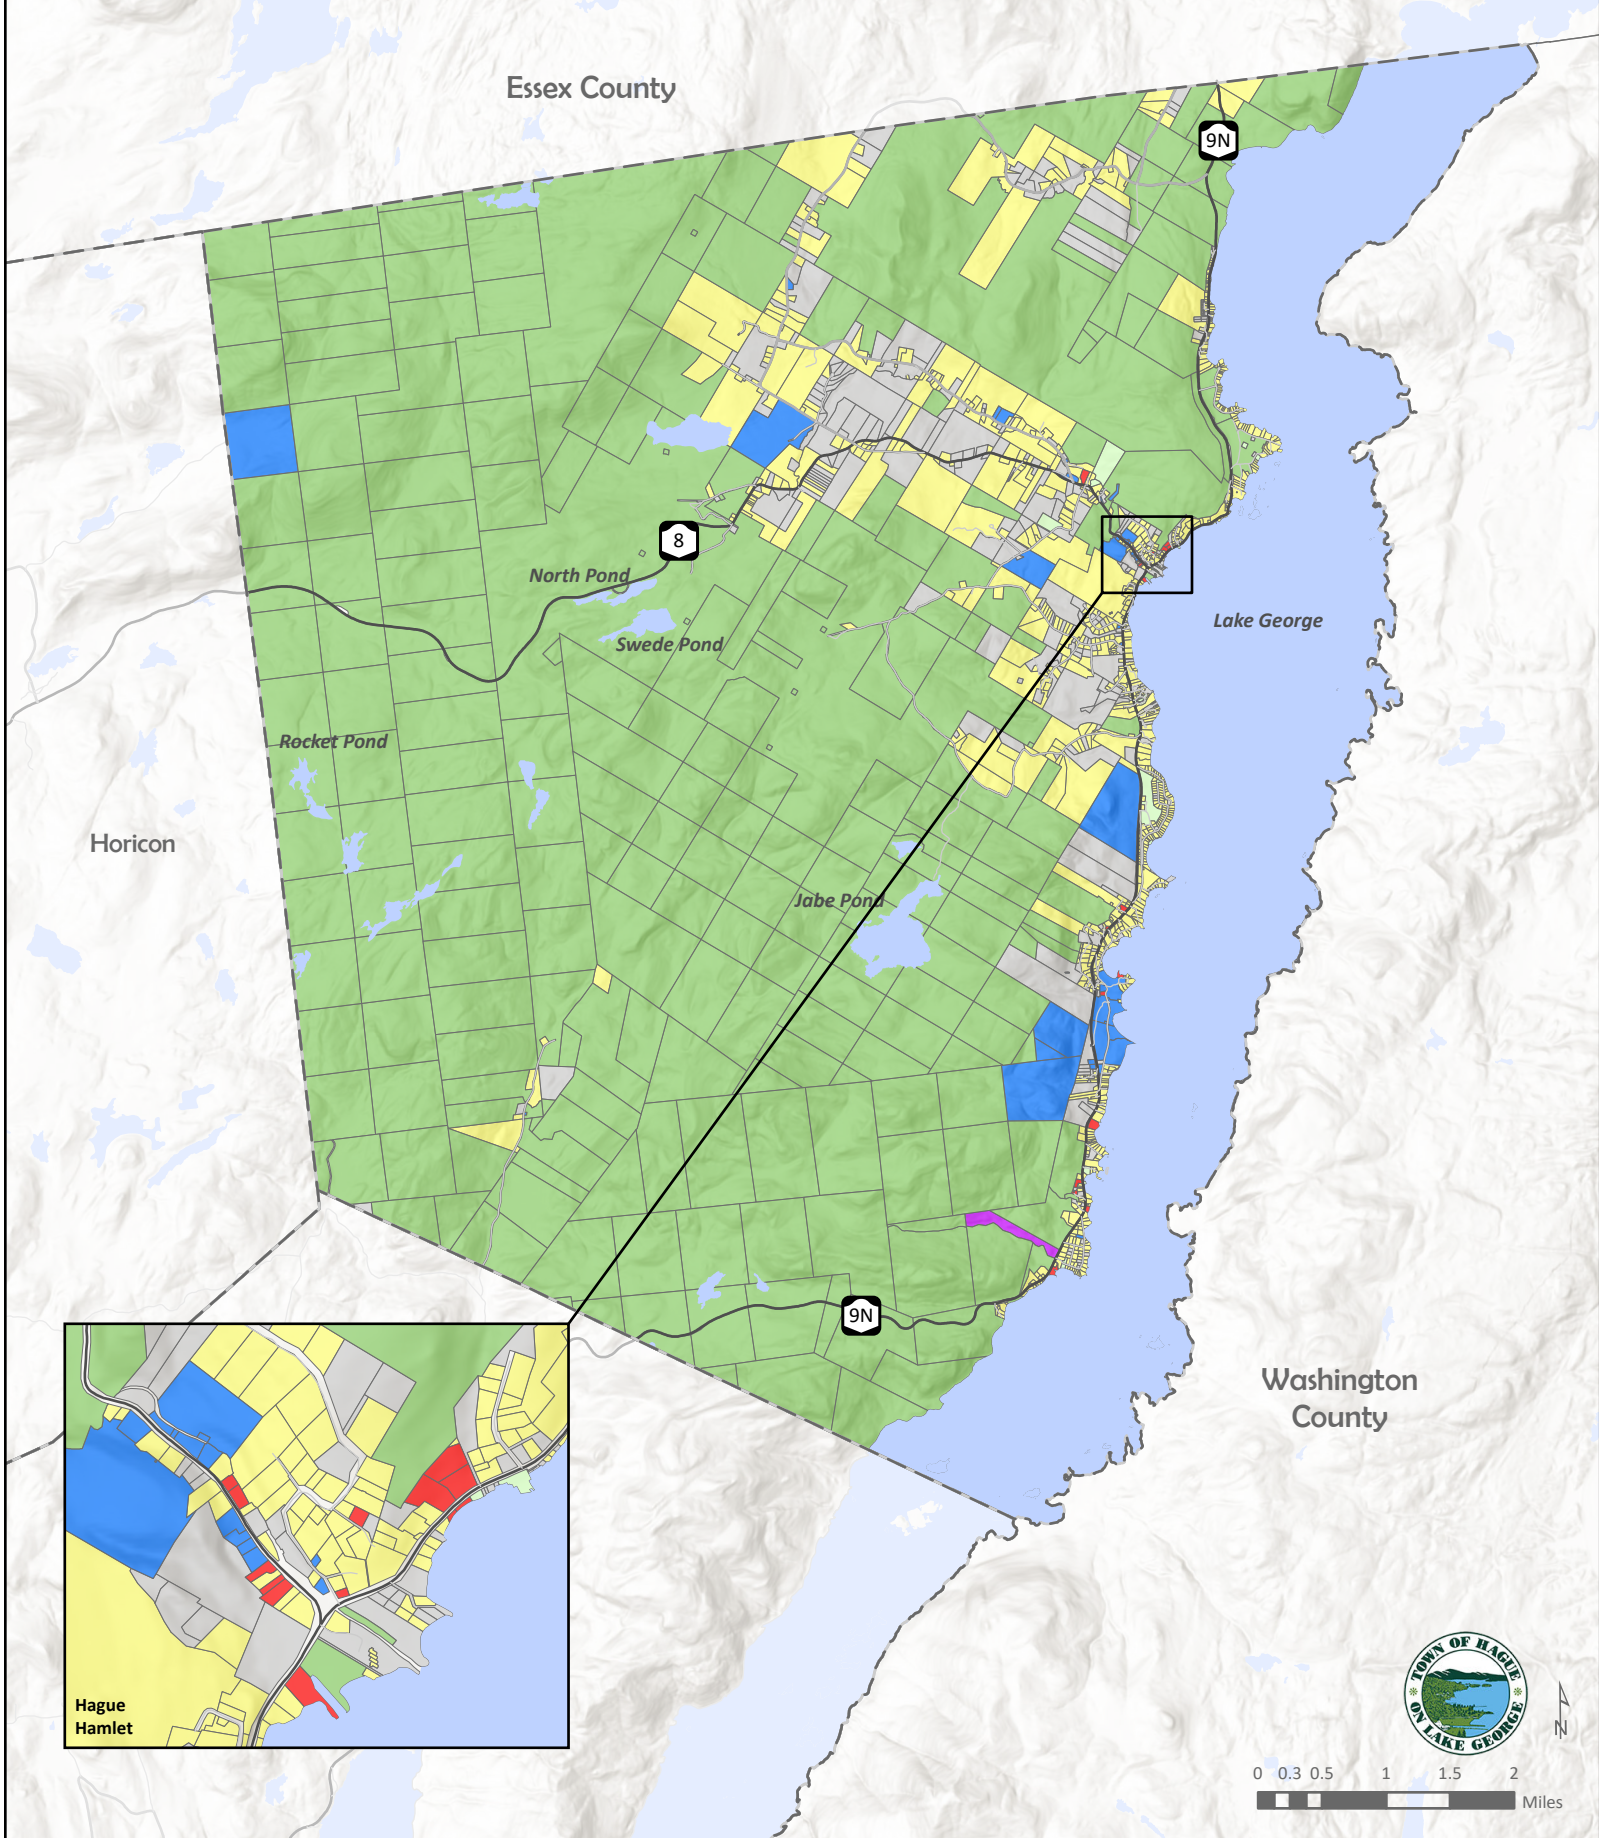 Essex County
9N
8
North Pond
Swede Pond
Lake George
Rocket Pond
Horicon
Jabe Pond
9N
Washington
County
Hague
Hamlet
TOWN OF HAGUE
ON LAKE GEORGE
N
0 0.3 0.5 1 1.5 2
Miles